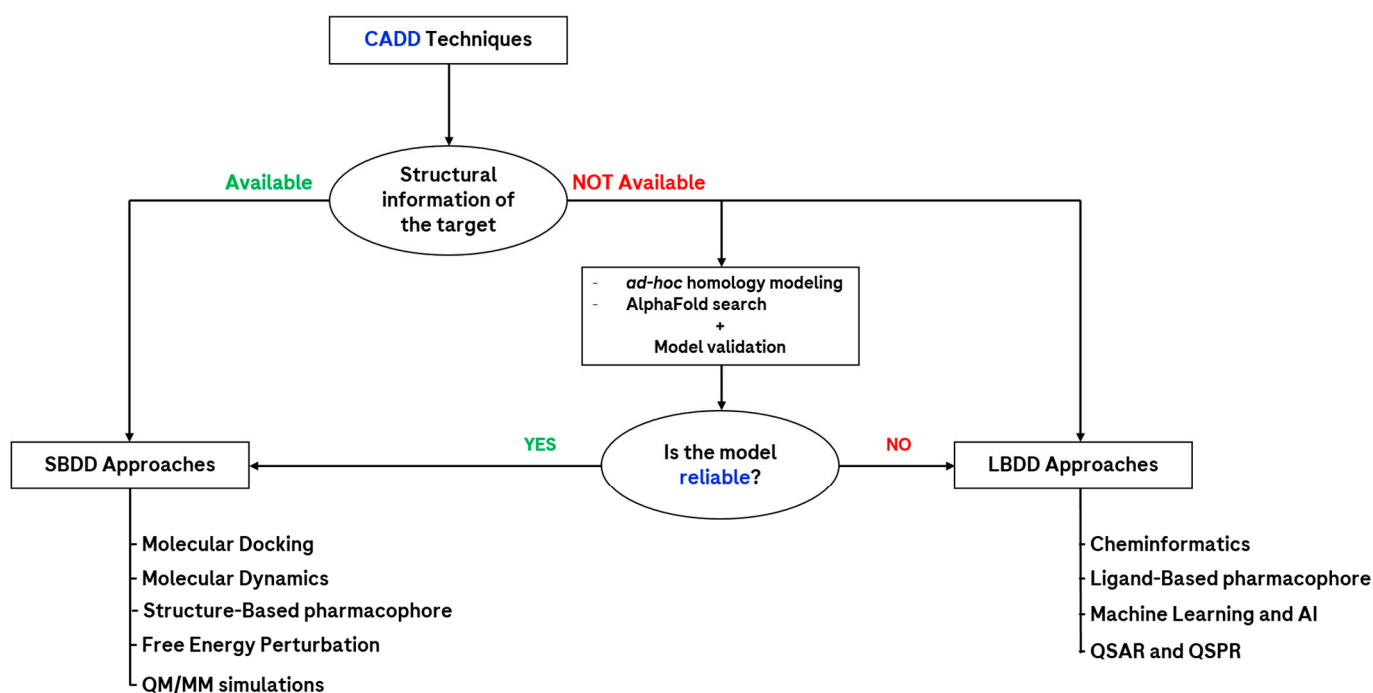 CADD Techniques
Available
Structural
information of
the target
NOT Available
- ad-hoc homology modeling
- AlphaFold search
+
Model validation
SBDD Approaches
YES
Is the model
reliable?
NO
LBDD Approaches
Molecular Docking
Molecular Dynamics
Structure-Based pharmacophore
Free Energy Perturbation
QM/MM simulations
Cheminformatics
Ligand-Based pharmacophore
Machine Learning and AI
QSAR and QSPR